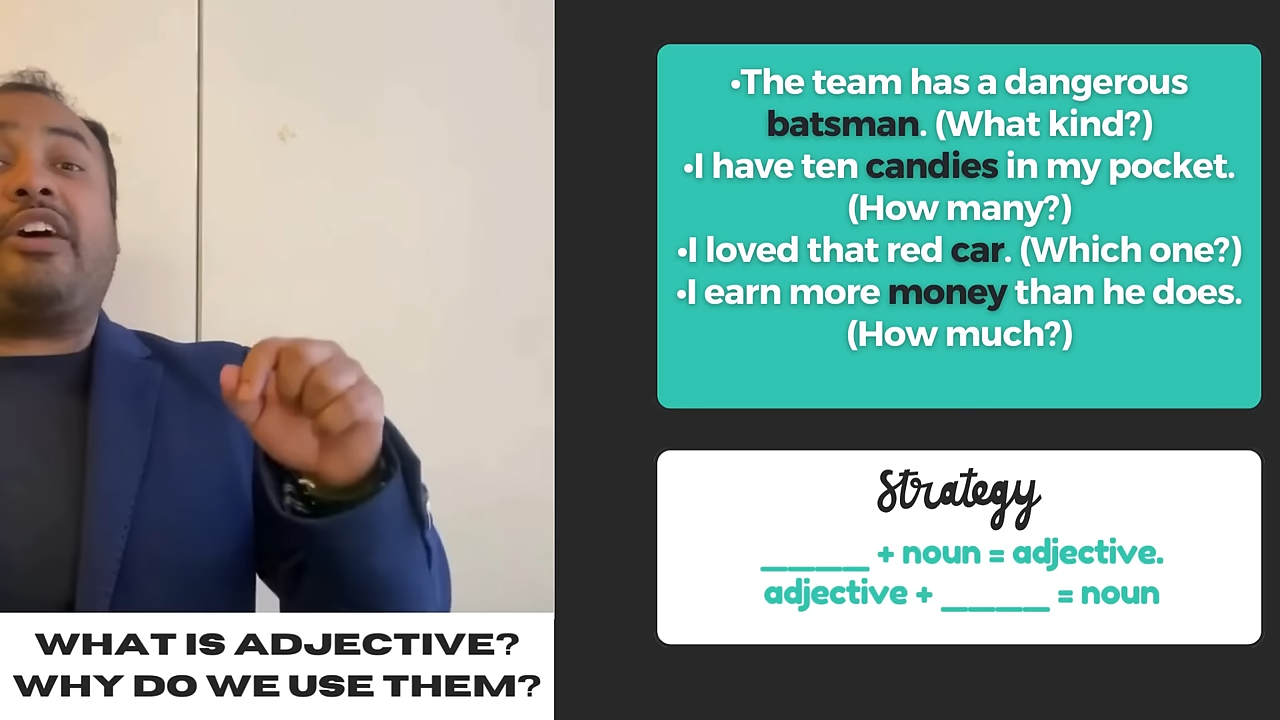 •The team has a dangerous
batsman. (What kind?)
•I have ten candies in my pocket.
(How many?)
•I loved that red car. (Which one?)
•I earn more money than he does.
(How much?)
Strategy
____ + noun = adjective.
adjective + ____ = noun
WHAT IS ADJECTIVE?
WHY DO WE USE THEM?